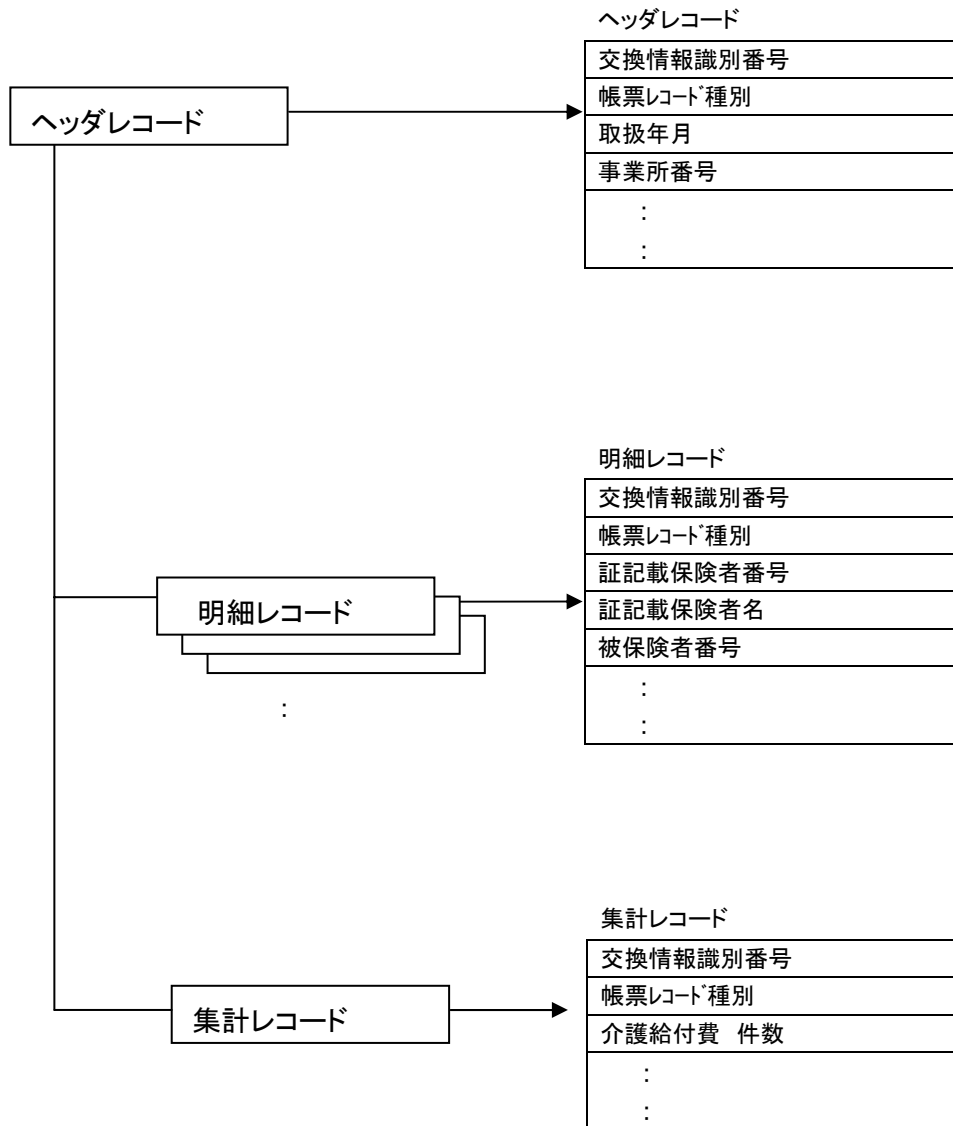 ヘッダレコード
ヘッダレコード
交換情報識別番号
帳票ﾚｺｰﾄﾞ種別
取扱年月
事業所番号
:
:
明細レコード
明細レコード
:
交換情報識別番号
帳票ﾚｺｰﾄﾞ種別
証記載保険者番号
証記載保険者名
被保険者番号
:
:
集計レコード
集計レコード
交換情報識別番号
帳票ﾚｺｰﾄﾞ種別
介護給付費　件数
:
: